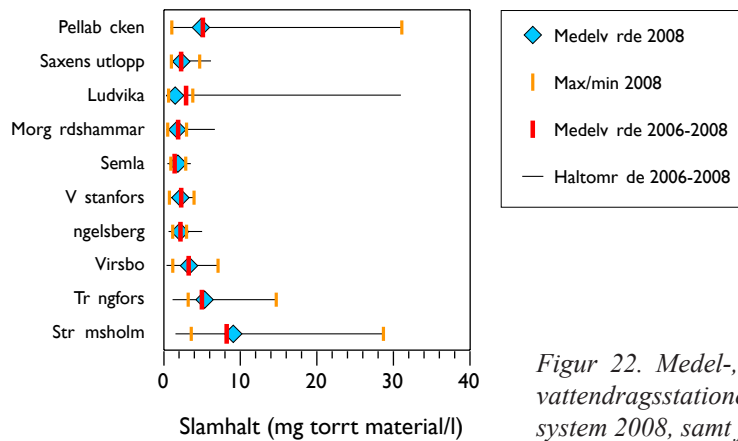 Pellab cken
Saxens utlopp
Ludvika
Morg rdshammar
Semla
V stanfors
ngelsberg
Virsbo
Tr ngfors
Str msholm
0 10 20 30 40
Slamhalt (mg torrt material/l)
Medelv rde 2008
Max/min 2008
Medelv rde 2006-2008
Haltomr de 2006-2008
Figur 22. Medel-,
vattendragsstatione
system 2008, samt